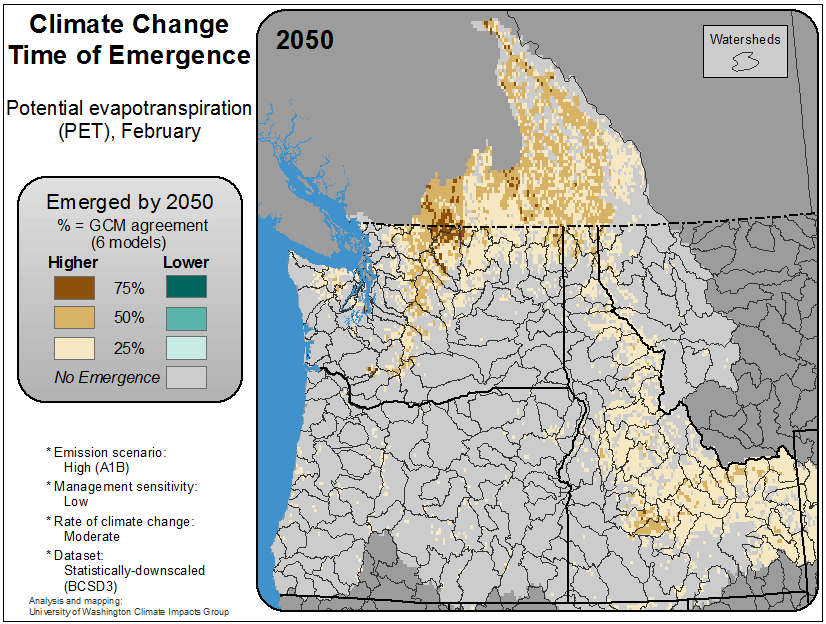 Climate Change
Time of Emergence
Potential evapotranspiration
(PET), February
Emerged by 2050
% = GCM agreement
(6 models)
Higher Lower
75%
50%
25%
No Emergence
* Emission scenario:
High (A1B)
* Management sensitivity:
Low
* Rate of climate change:
Moderate
* Dataset:
Statistically-downscaled
(BCSD3)
Analysis and mapping:
University of Washington Climate Impacts Group
2050
Watersheds